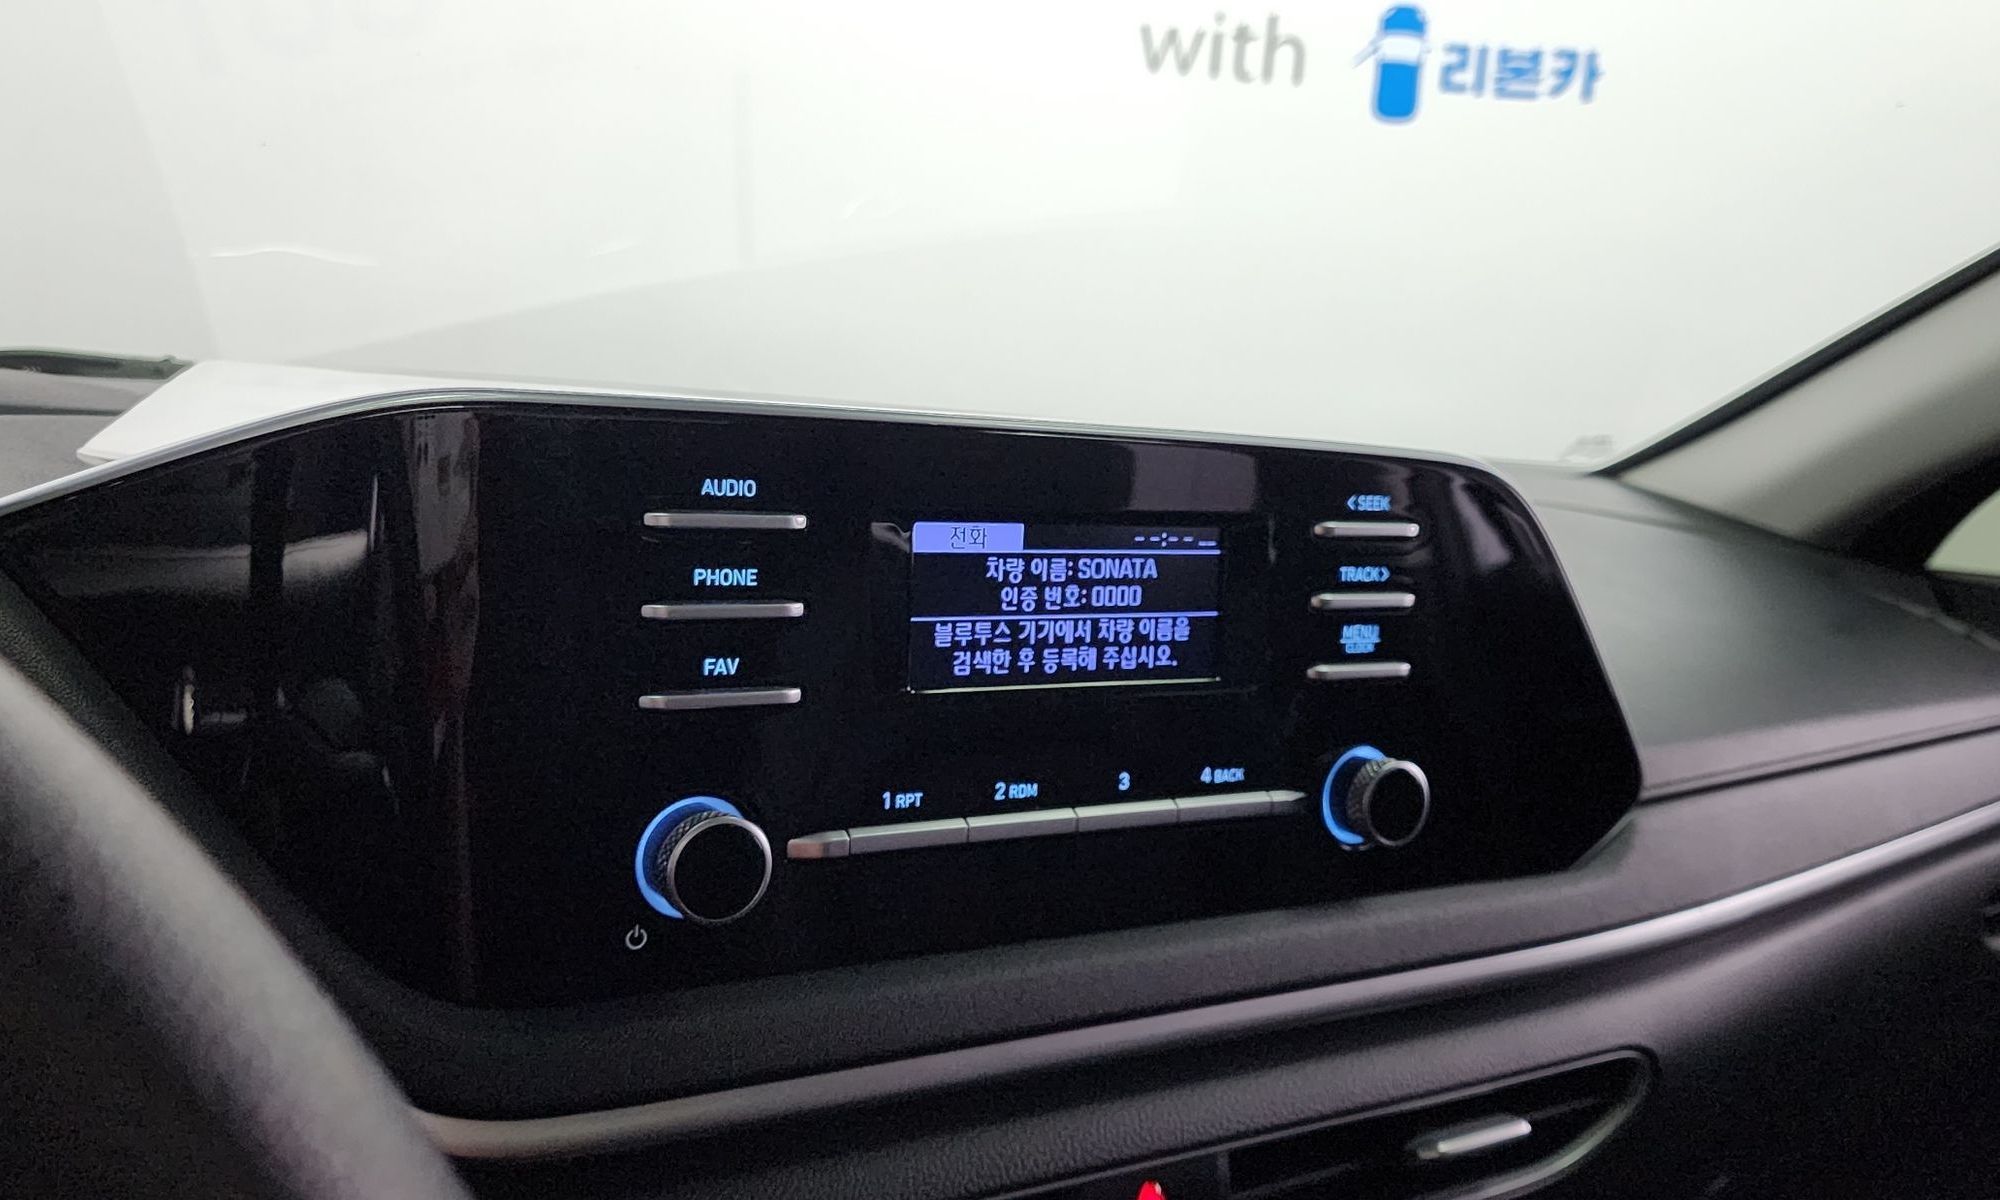 with 리본카
AUDIO
<SEEK
전화 --:-- --
차량 이름: SONATA
인증 번호: 0000
블루투스 기기에서 차량 이름을
검색한 후 등록해 주십시오.
PHONE
TRACK>
FAV
MENU
CLOCK
1 RPT 2 RDM 3 4 BACK